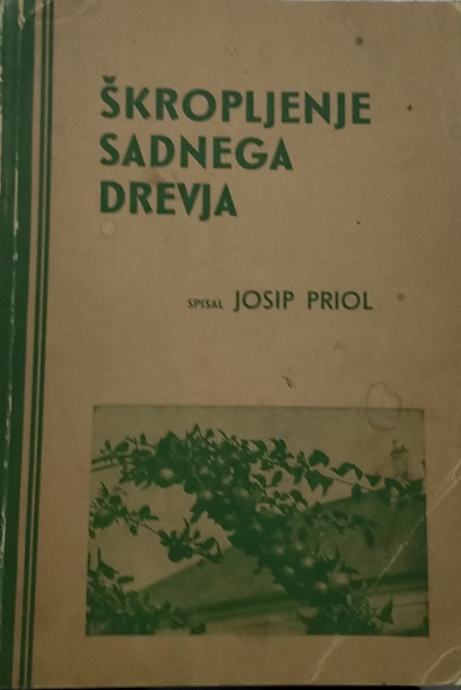 ŠKROPLJENJE
SADNEGA
DREVJA
SPISAL JOSIP PRIOL